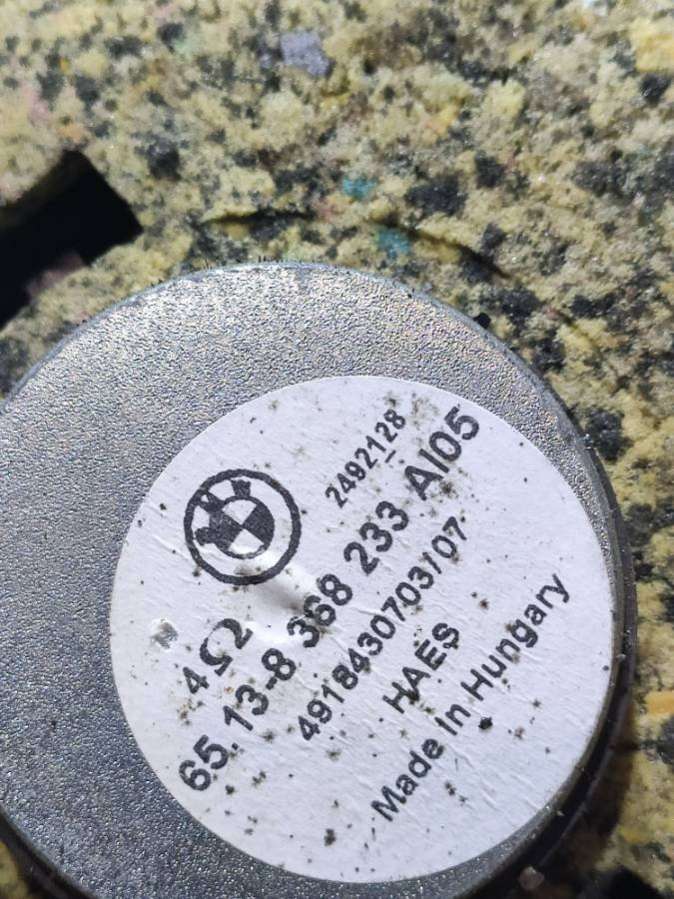 2492128
4Ω
65.13-8 368 233 AI05
4918430703/07
HAES
Made In Hungary